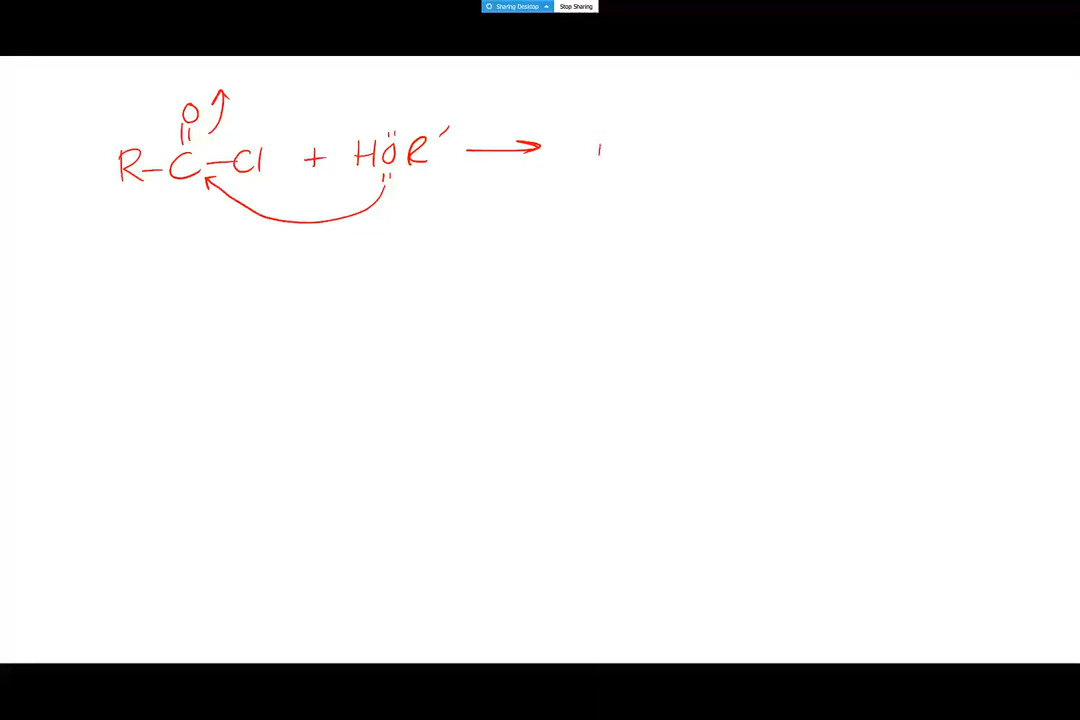 Sharing Desktop Stop Sharing
O
R–C–Cl + HÖR′ ⟶